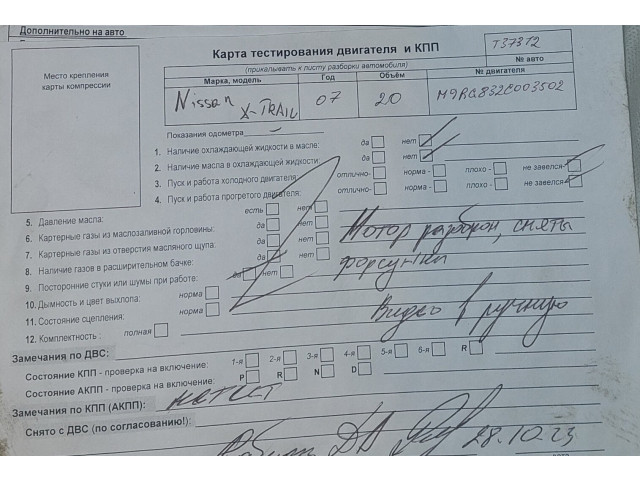 Дополнительно на авто
Место крепления
карты компрессии
Карта тестирования двигателя и КПП
Т37312
№ авто
(прикалывать к листу разборки автомобиля)
Марка, модель Год Объём № двигателя
Nissan X-TRAIL 07 2.0 M9RG832C003502
Показания одометра
1. Наличие охлаждающей жидкости в масле: да нет
2. Наличие масла в охлаждающей жидкости: да нет
3. Пуск и работа холодного двигателя: отлично- норма - плохо - не завелся-
4. Пуск и работа прогретого двигателя: отлично- норма - плохо - не завелся-
5. Давление масла: есть нет
6. Картерные газы из маслозаливной горловины: да нет
7. Картерные газы из отверстия масляного щупа: да нет
8. Наличие газов в расширительном бачке: да нет
9. Посторонние стуки или шумы при работе: да нет
10. Дымность и цвет выхлопа: норма
11. Состояние сцепления: норма
12. Комплектность: полная
Мотор разобран, сняты
форсунки
Видео в ручную
Замечания по ДВС:
Состояние КПП - проверка на включение: 1-я 2-я 3-я 4-я 5-я 6-я R
Состояние АКПП - проверка на включение: P R N D
Замечания по КПП (АКПП):
Снято с ДВС (по согласованию!):
28.10.23